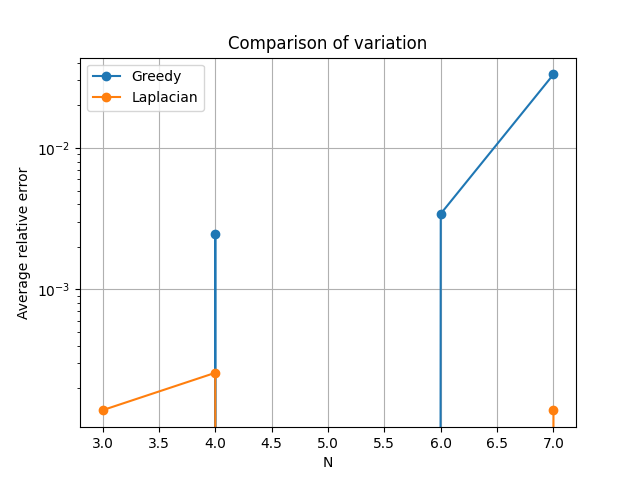 Comparison of variation
Greedy
Laplacian
Average relative error
10⁻²
10⁻³
3.0 3.5 4.0 4.5 5.0 5.5 6.0 6.5 7.0
N